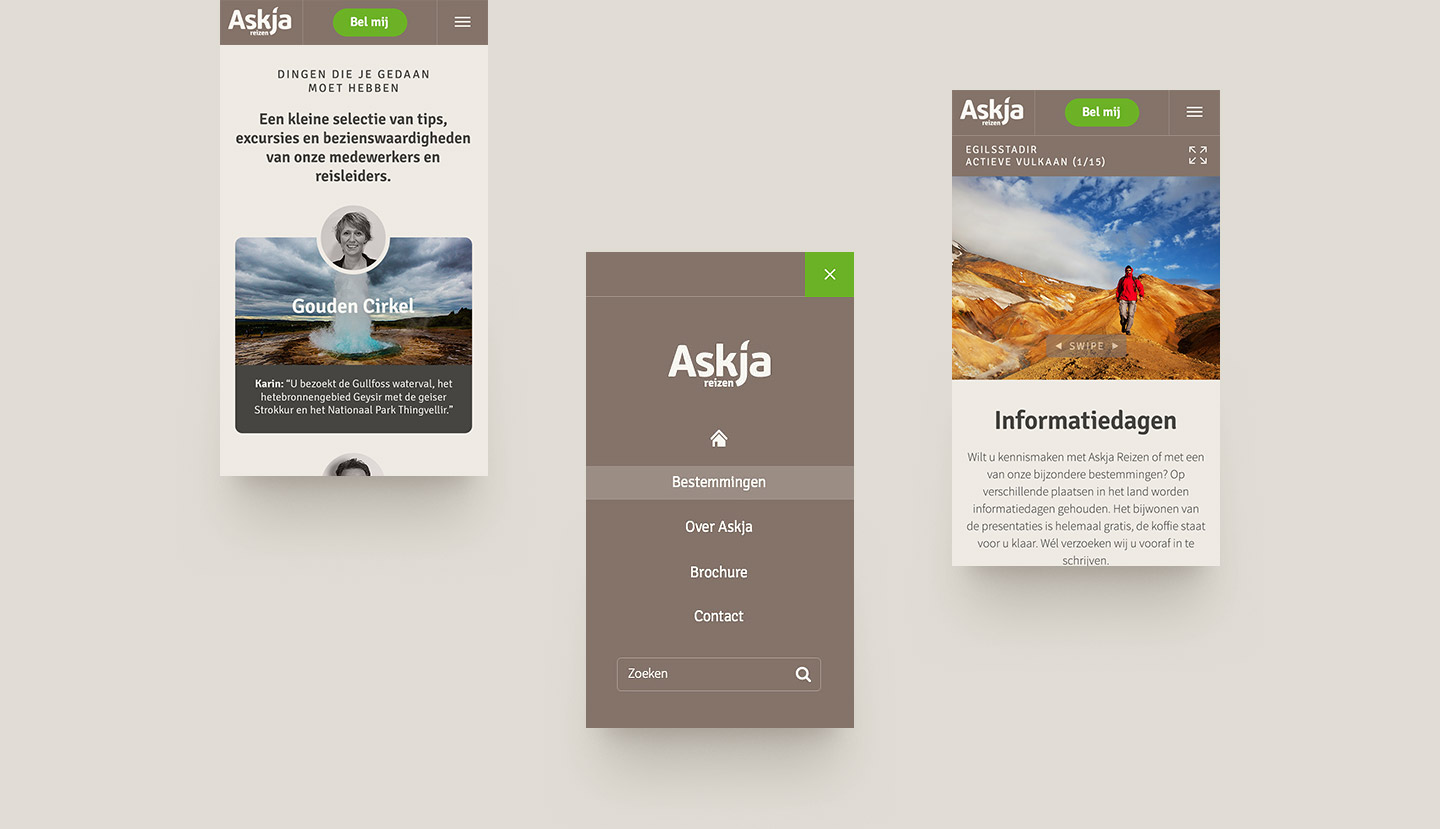 Askja
reizen
Bel mij
DINGEN DIE JE GEDAAN
MOET HEBBEN
Een kleine selectie van tips,
excursies en bezienswaardigheden
van onze medewerkers en
reisleiders.
Gouden Cirkel
Karin: "U bezoekt de Gullfoss waterval, het
hetebronnengebied Geysir met de geiser
Strokkur en het Nationaal Park Thingvellir."
Askja
reizen
Bestemmingen
Over Askja
Brochure
Contact
Zoeken
Askja
reizen
Bel mij
EGILSSTADIR
ACTIEVE VULKAAN (1/15)
◄ SWIPE ►
Informatiedagen
Wilt u kennismaken met Askja Reizen of met een
van onze bijzondere bestemmingen? Op
verschillende plaatsen in het land worden
informatiedagen gehouden. Het bijwonen van
de presentaties is helemaal gratis, de koffie staat
voor u klaar. Wél verzoeken wij u vooraf in te
schrijven.